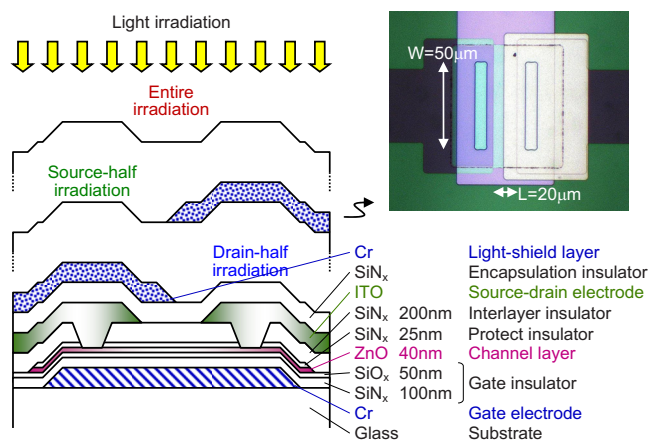 Light irradiation
Entire
irradiation
Source-half
irradiation
Drain-half
irradiation
W=50μm
L=20μm
Cr Light-shield layer
SiNx Encapsulation insulator
ITO Source-drain electrode
SiNx 200nm Interlayer insulator
SiNx 25nm Protect insulator
ZnO 40nm Channel layer
SiOx 50nm Gate insulator
SiNx 100nm
Cr Gate electrode
Glass Substrate